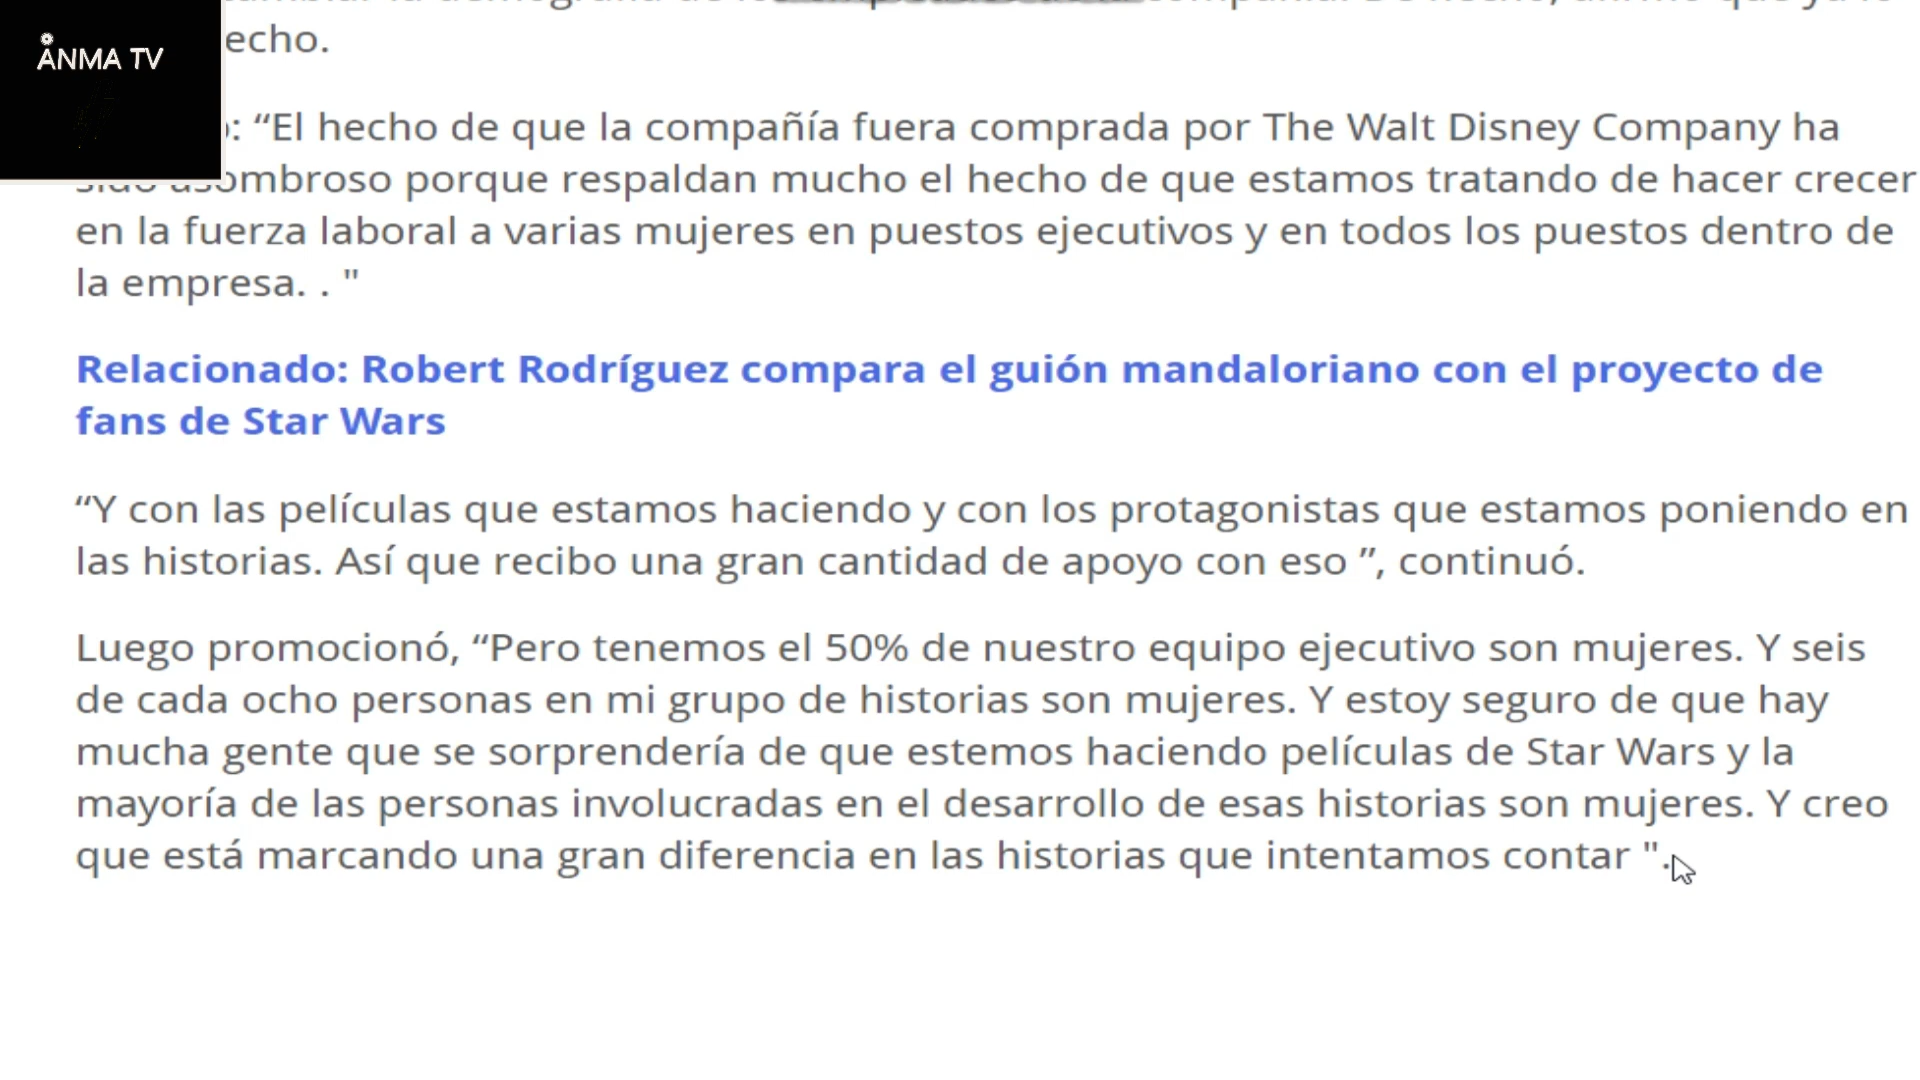 ANMA TV
echo.
“El hecho de que la compañía fuera comprada por The Walt Disney Company ha
sido asombroso porque respaldan mucho el hecho de que estamos tratando de hacer crecer
en la fuerza laboral a varias mujeres en puestos ejecutivos y en todos los puestos dentro de
la empresa. . "
Relacionado: Robert Rodríguez compara el guión mandaloriano con el proyecto de
fans de Star Wars
“Y con las películas que estamos haciendo y con los protagonistas que estamos poniendo en
las historias. Así que recibo una gran cantidad de apoyo con eso ”, continuó.
Luego promocionó, “Pero tenemos el 50% de nuestro equipo ejecutivo son mujeres. Y seis
de cada ocho personas en mi grupo de historias son mujeres. Y estoy seguro de que hay
mucha gente que se sorprendería de que estemos haciendo películas de Star Wars y la
mayoría de las personas involucradas en el desarrollo de esas historias son mujeres. Y creo
que está marcando una gran diferencia en las historias que intentamos contar ".